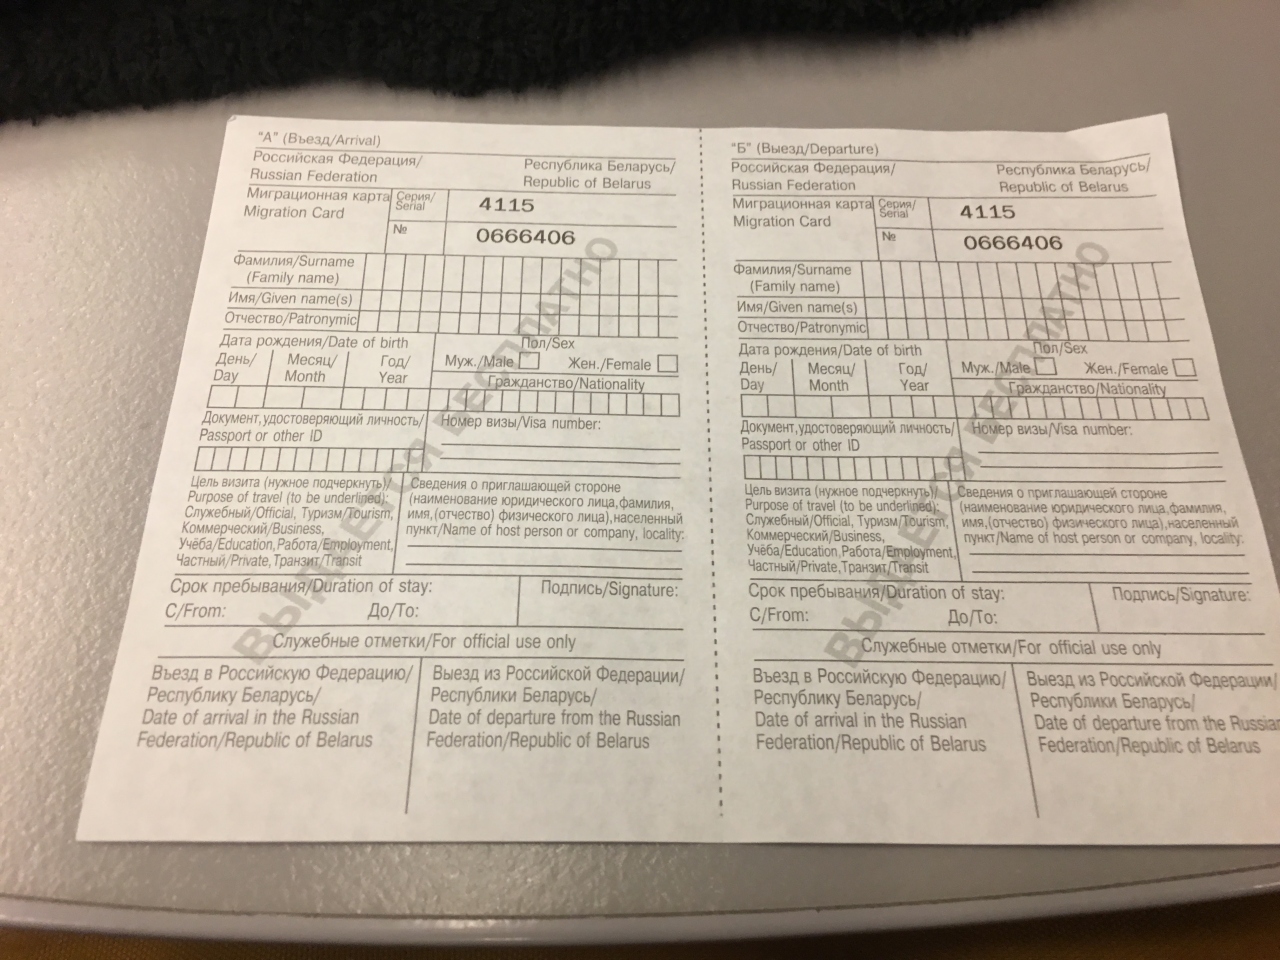 "А" (Въезд/Arrival)
Российская Федерация/
Russian Federation
Республика Беларусь/
Republic of Belarus
Миграционная карта
Migration Card
Серия/
Serial
4115
№
0666406
Фамилия/Surname
(Family name)
Имя/Given name(s)
Отчество/Patronymic
Дата рождения/Date of birth
Пол/Sex
День/
Day
Месяц/
Month
Год/
Year
Муж./Male
Жен./Female
Гражданство/Nationality
Документ,удостоверяющий личность/
Passport or other ID
Номер визы/Visa number:
Цель визита (нужное подчеркнуть)/
Purpose of travel (to be underlined):
Служебный/Official, Туризм/Tourism,
Коммерческий/Business,
Учёба/Education,Работа/Employment,
Частный/Private,Транзит/Transit
Сведения о приглашающей стороне
(наименование юридического лица,фамилия,
имя,(отчество) физического лица),населенный
пункт/Name of host person or company, locality:
Срок пребывания/Duration of stay:
С/From:
До/To:
Подпись/Signature:
Служебные отметки/For official use only
Въезд в Российскую Федерацию/
Республику Беларусь/
Date of arrival in the Russian
Federation/Republic of Belarus
Выезд из Российской Федерации/
Республики Беларусь/
Date of departure from the Russian
Federation/Republic of Belarus
ВЫДАЕТСЯ БЕСПЛАТНО
"Б" (Выезд/Departure)
Российская Федерация/
Russian Federation
Республика Беларусь/
Republic of Belarus
Миграционная карта
Migration Card
Серия/
Serial
4115
№
0666406
Фамилия/Surname
(Family name)
Имя/Given name(s)
Отчество/Patronymic
Дата рождения/Date of birth
Пол/Sex
День/
Day
Месяц/
Month
Год/
Year
Муж./Male
Жен./Female
Гражданство/Nationality
Документ,удостоверяющий личность/
Passport or other ID
Номер визы/Visa number:
Цель визита (нужное подчеркнуть)/
Purpose of travel (to be underlined):
Служебный/Official, Туризм/Tourism,
Коммерческий/Business,
Учёба/Education,Работа/Employment,
Частный/Private,Транзит/Transit
Сведения о приглашающей стороне
(наименование юридического лица,фамилия,
имя,(отчество) физического лица),населенный
пункт/Name of host person or company, locality:
Срок пребывания/Duration of stay:
С/From:
До/To:
Подпись/Signature:
Служебные отметки/For official use only
Въезд в Российскую Федерацию/
Республику Беларусь/
Date of arrival in the Russian
Federation/Republic of Belarus
Выезд из Российской Федерации/
Республики Беларусь/
Date of departure from the Russian
Federation/Republic of Belarus
ВЫДАЕТСЯ БЕСПЛАТНО